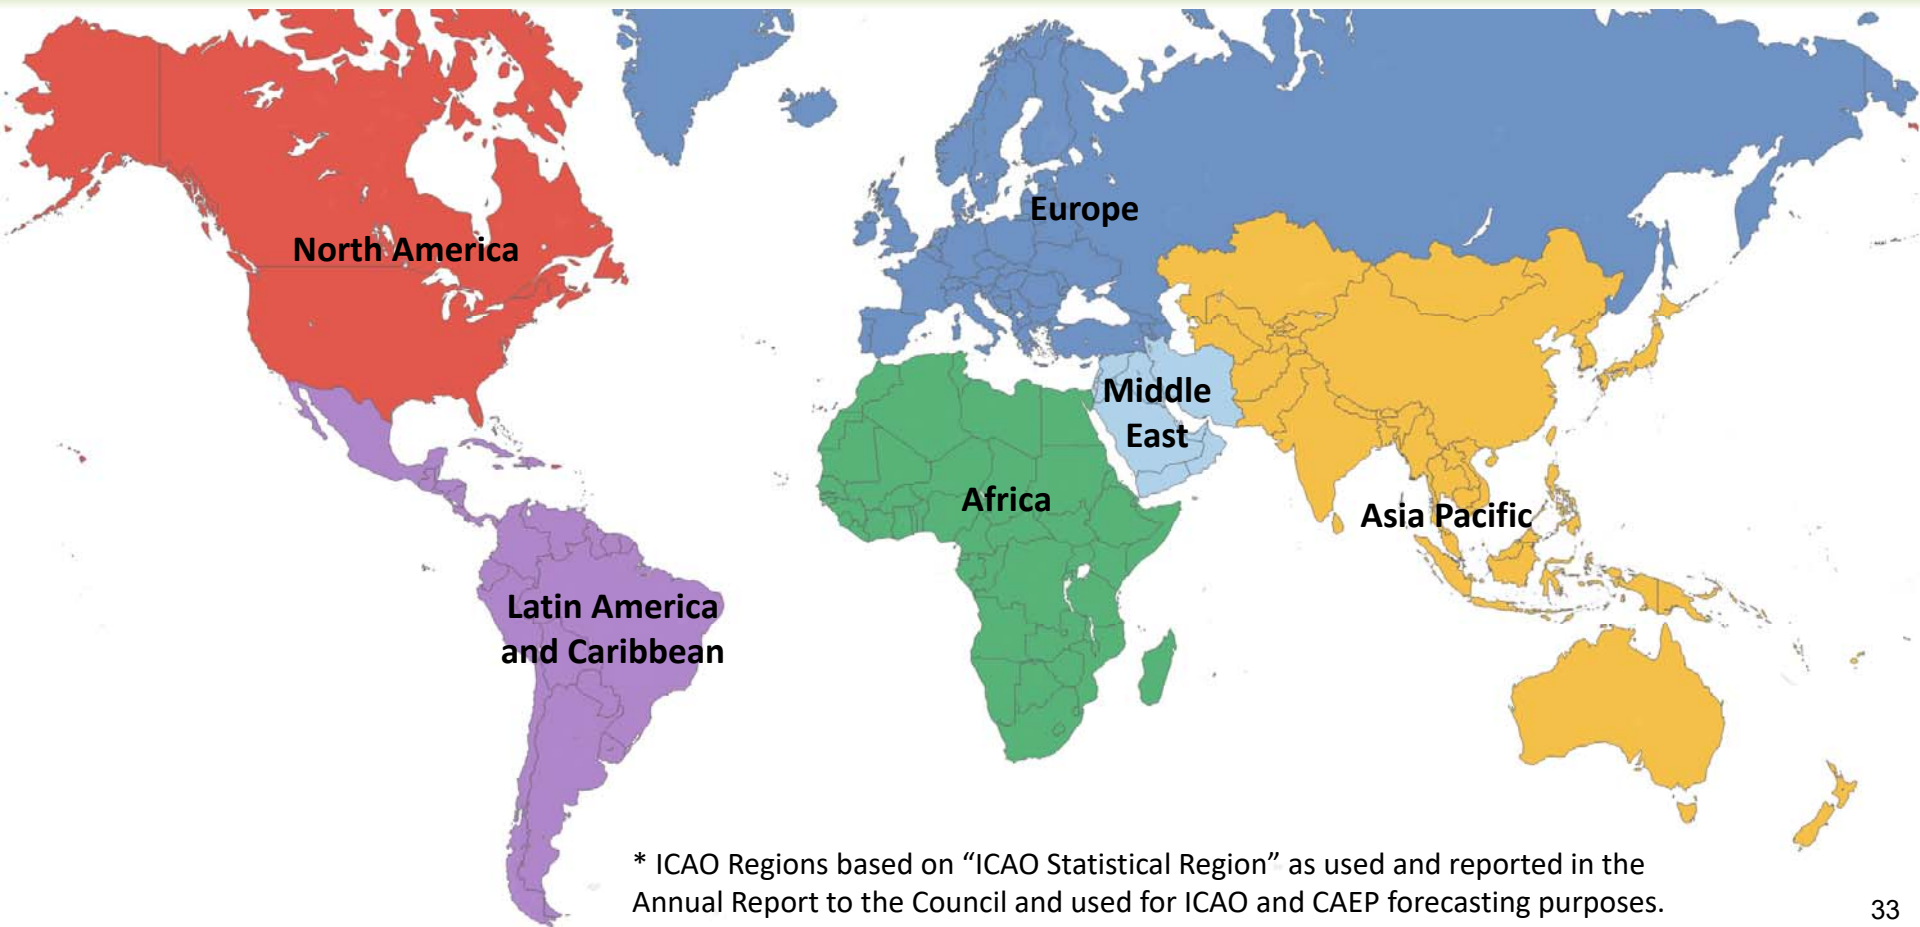 Europe
North America
Middle
East
Africa
Asia Pacific
Latin America
and Caribbean
* ICAO Regions based on “ICAO Statistical Region” as used and reported in the
Annual Report to the Council and used for ICAO and CAEP forecasting purposes.
33